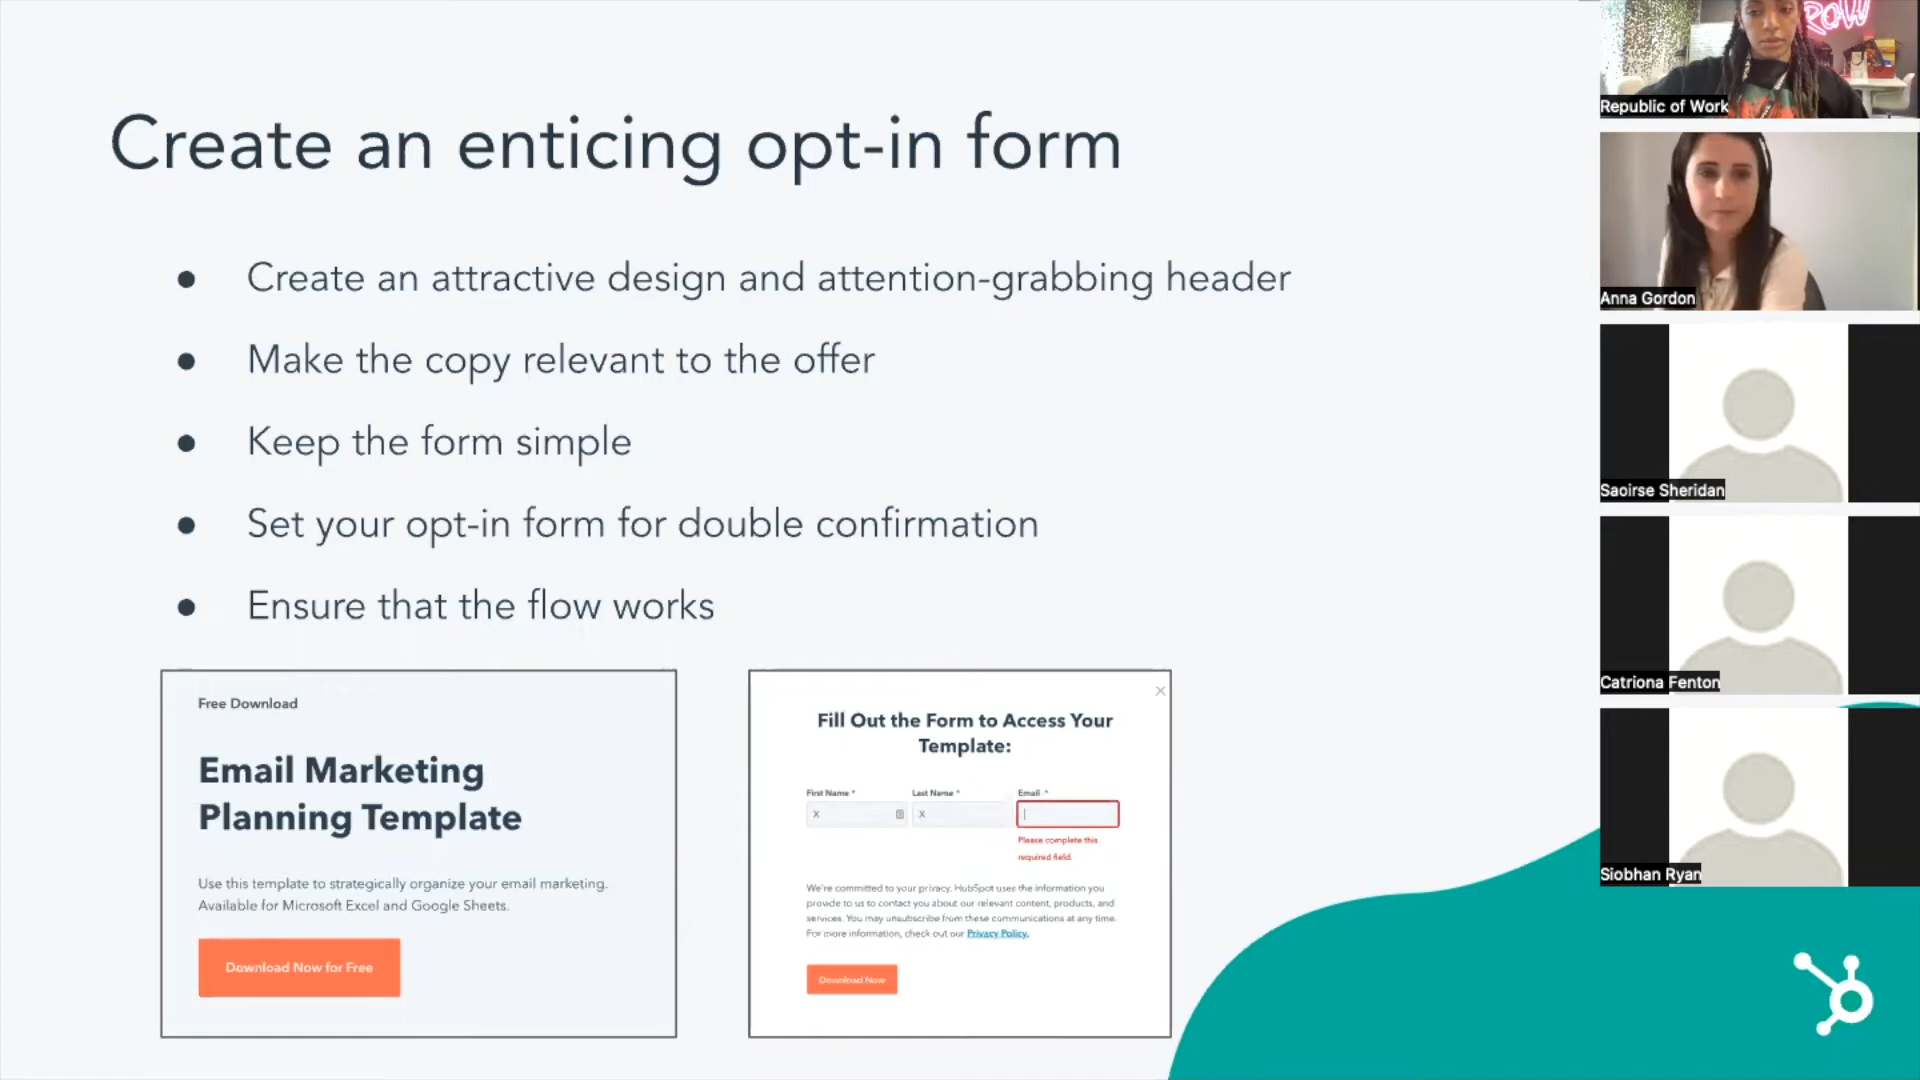 Create an enticing opt-in form
● Create an attractive design and attention-grabbing header
● Make the copy relevant to the offer
● Keep the form simple
● Set your opt-in form for double confirmation
● Ensure that the flow works
Free Download
Email Marketing
Planning Template
Use this template to strategically organize your email marketing.
Available for Microsoft Excel and Google Sheets.
Download Now for Free
Fill Out the Form to Access Your
Template:
First Name * Last Name * Email *
X X
Please complete this
required field.
We're committed to your privacy. HubSpot uses the information you
provide to us to contact you about our relevant content, products, and
services. You may unsubscribe from these communications at any time.
For more information, check out our Privacy Policy.
Download Now
ROW
Republic of Work
Anna Gordon
Saoirse Sheridan
Catriona Fenton
Siobhan Ryan